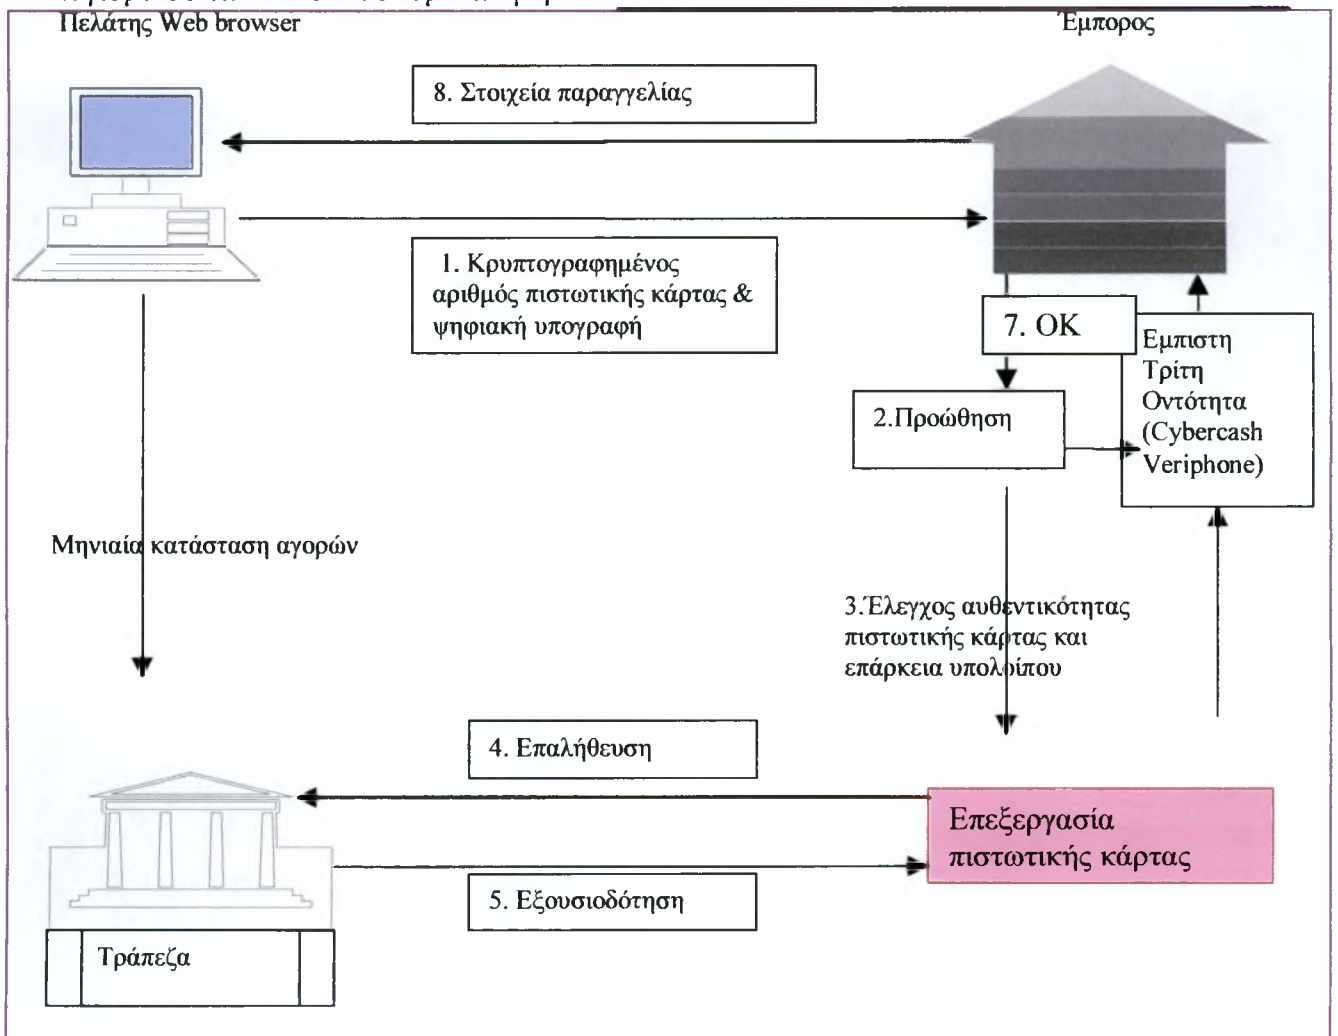 Πελάτης Web browser
Έμπορος
8. Στοιχεία παραγγελίας
1. Κρυπτογραφημένος
αριθμός πιστωτικής κάρτας &
ψηφιακή υπογραφή
7. OK
Εμπιστη
Τρίτη
Οντότητα
(Cybercash
Veriphone)
2.Προώθηση
Μηνιαία κατάσταση αγορών
3.Έλεγχος αυθεντικότητας
πιστωτικής κάρτας και
επάρκεια υπολοίπου
4. Επαλήθευση
Επεξεργασία
πιστωτικής κάρτας
5. Εξουσιοδότηση
Τράπεζα